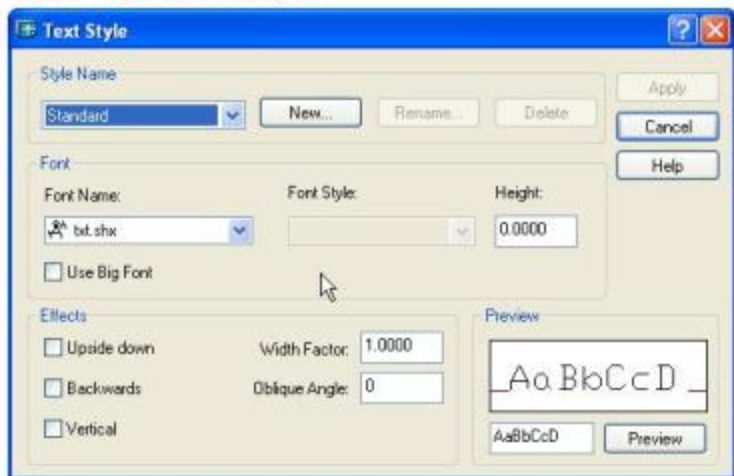 Text Style
Style Name
Standard
New...
Rename...
Delete
Apply
Cancel
Help
Font
Font Name:
Font Style:
Height:
txt.shx
0.0000
Use Big Font
Effects
Upside down
Width Factor:
1.0000
Backwards
Oblique Angle:
0
Vertical
Preview
AaBbCcD
AaBbCcD
Preview